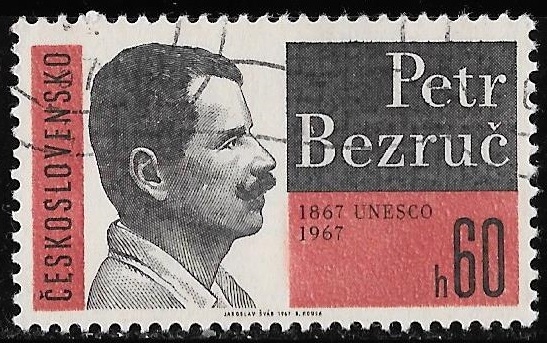 ČESKOSLOVENSKO
Petr
Bezruč
1867 UNESCO
1967
h60
JAROSLAV ŠVÁB 1967 B. HOUSA